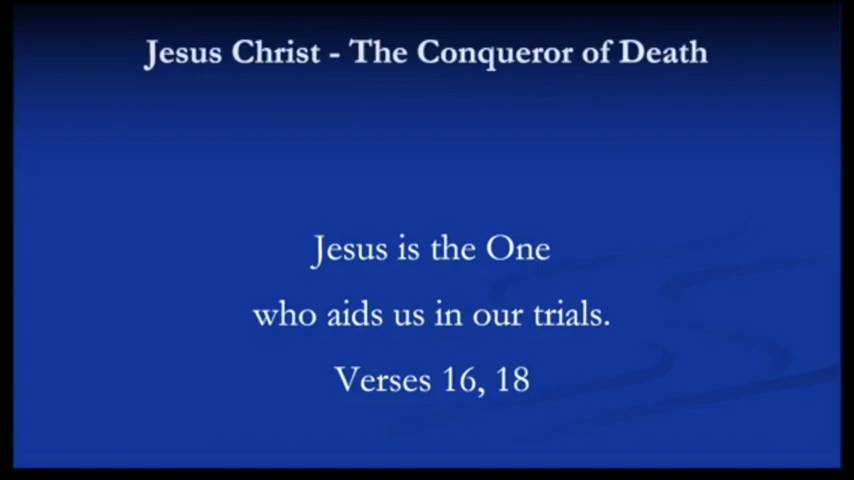 Jesus Christ - The Conqueror of Death
Jesus is the One
who aids us in our trials.
Verses 16, 18